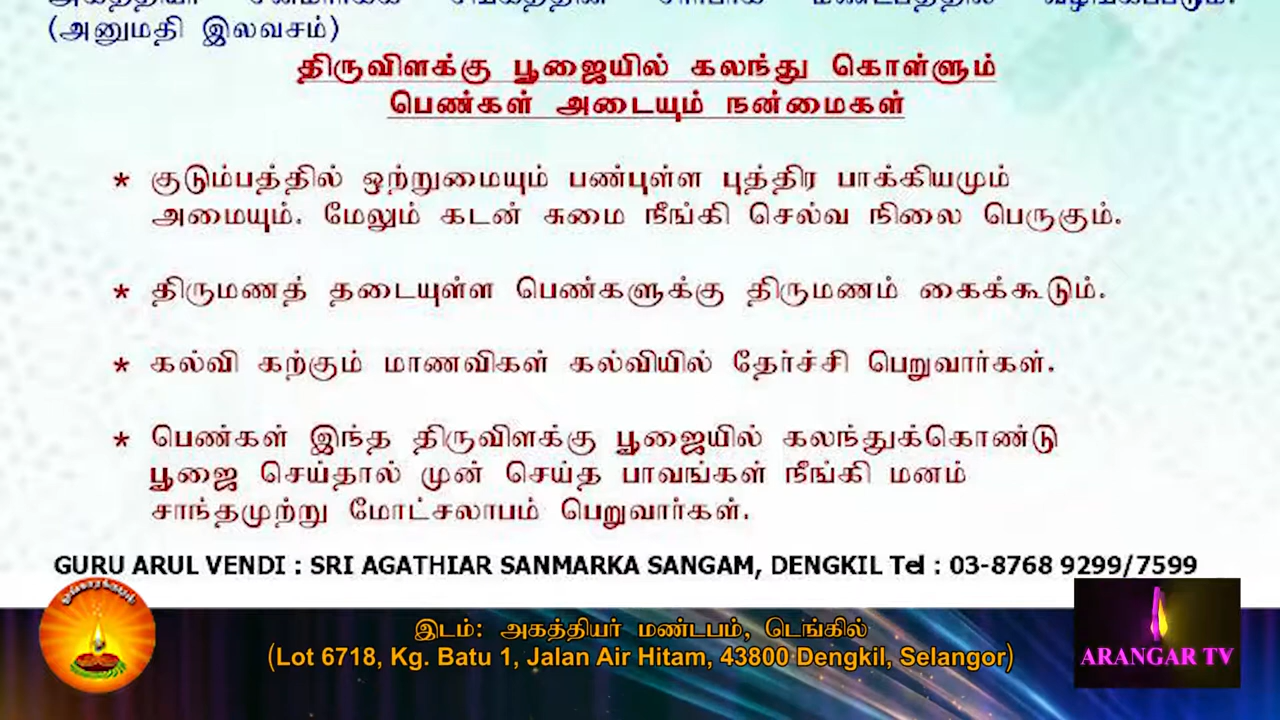 (அனுமதி இலவசம்)
திருவிளக்கு பூஜையில் கலந்து கொள்ளும்
பெண்கள் அடையும் நன்மைகள்
* குடும்பத்தில் ஒற்றுமையும் பண்புள்ள புத்திர பாக்கியமும்
அமையும். மேலும் கடன் சுமை நீங்கி செல்வ நிலை பெருகும்.
* திருமணத் தடையுள்ள பெண்களுக்கு திருமணம் கைக்கூடும்.
* கல்வி கற்கும் மாணவிகள் கல்வியில் தேர்ச்சி பெறுவார்கள்.
* பெண்கள் இந்த திருவிளக்கு பூஜையில் கலந்துக்கொண்டு
பூஜை செய்தால் முன் செய்த பாவங்கள் நீங்கி மனம்
சாந்தமுற்று மோட்சலாபம் பெறுவார்கள்.
GURU ARUL VENDI : SRI AGATHIAR SANMARKA SANGAM, DENGKIL Tel : 03-8768 9299/7599
இடம்: அகத்தியர் மண்டபம், டெங்கில்
(Lot 6718, Kg. Batu 1, Jalan Air Hitam, 43800 Dengkil, Selangor)
ARANGAR TV